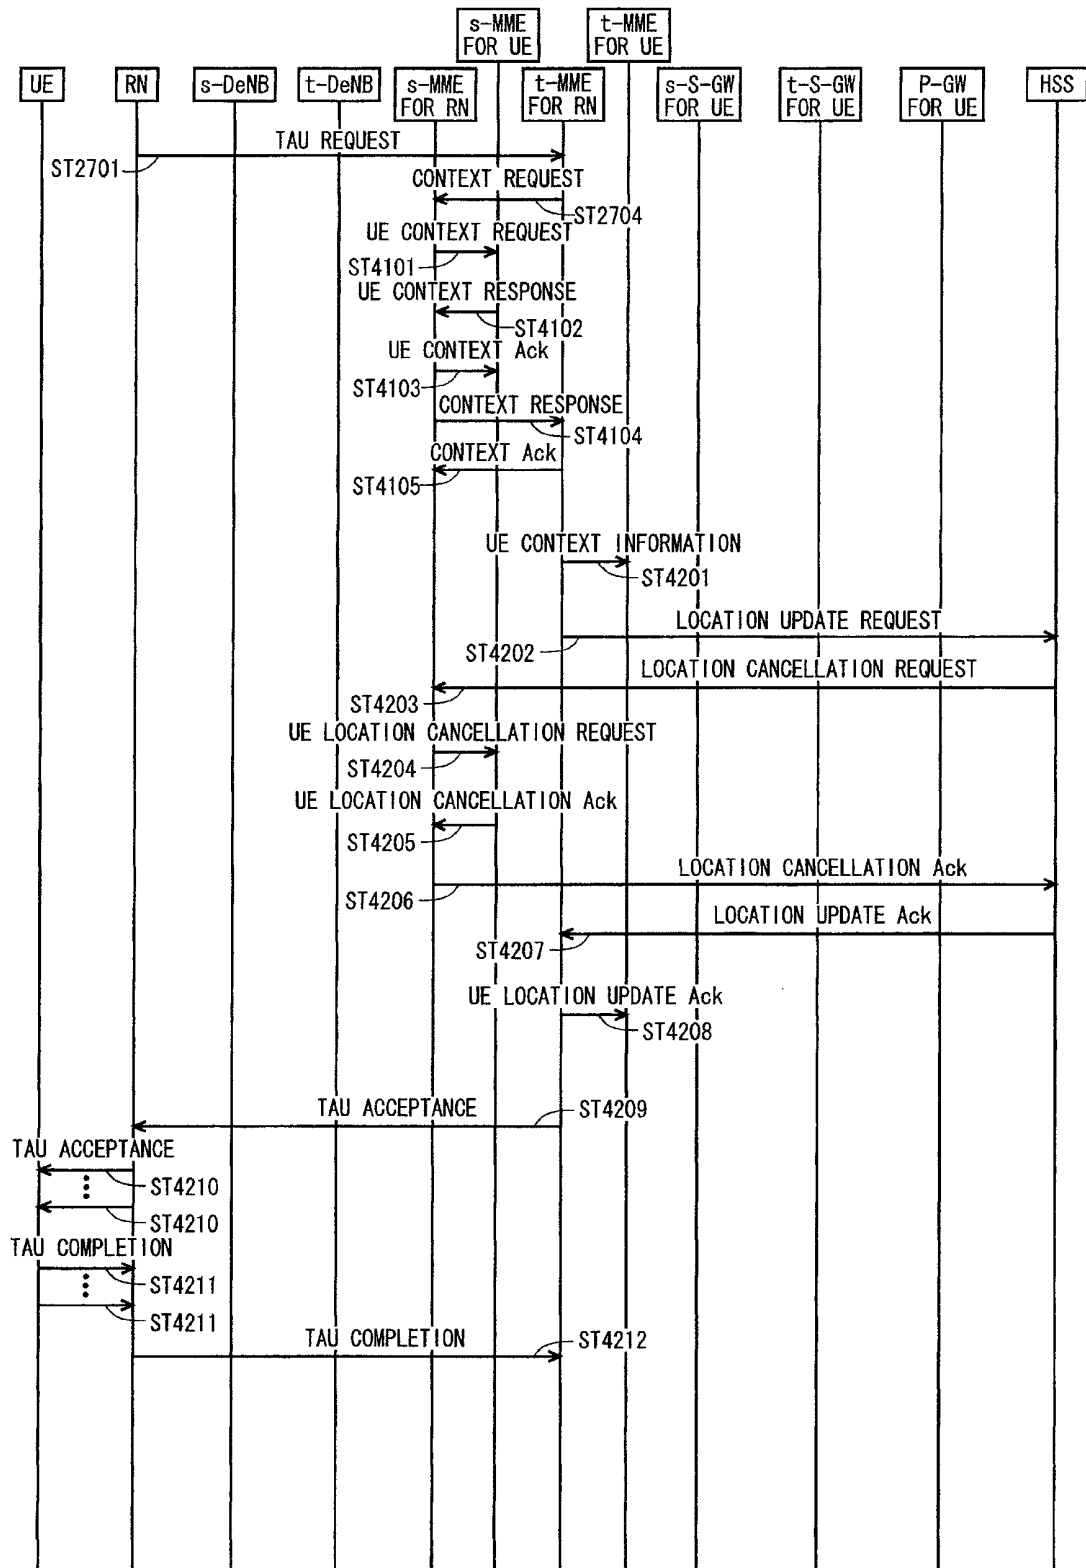 s-MME
FOR UE
t-MME
FOR UE
UE
RN
s-DeNB
t-DeNB
s-MME
FOR RN
t-MME
FOR RN
s-S-GW
FOR UE
t-S-GW
FOR UE
P-GW
FOR UE
HSS
TAU REQUEST
ST2701
CONTEXT REQUEST
ST2704
UE CONTEXT REQUEST
ST4101
UE CONTEXT RESPONSE
ST4102
UE CONTEXT Ack
ST4103
CONTEXT RESPONSE
ST4104
CONTEXT Ack
ST4105
UE CONTEXT INFORMATION
ST4201
LOCATION UPDATE REQUEST
ST4202
LOCATION CANCELLATION REQUEST
ST4203
UE LOCATION CANCELLATION REQUEST
ST4204
UE LOCATION CANCELLATION Ack
ST4205
LOCATION CANCELLATION Ack
ST4206
LOCATION UPDATE Ack
ST4207
UE LOCATION UPDATE Ack
ST4208
TAU ACCEPTANCE
ST4209
TAU ACCEPTANCE
ST4210
ST4210
TAU COMPLETION
ST4211
ST4211
TAU COMPLETION
ST4212